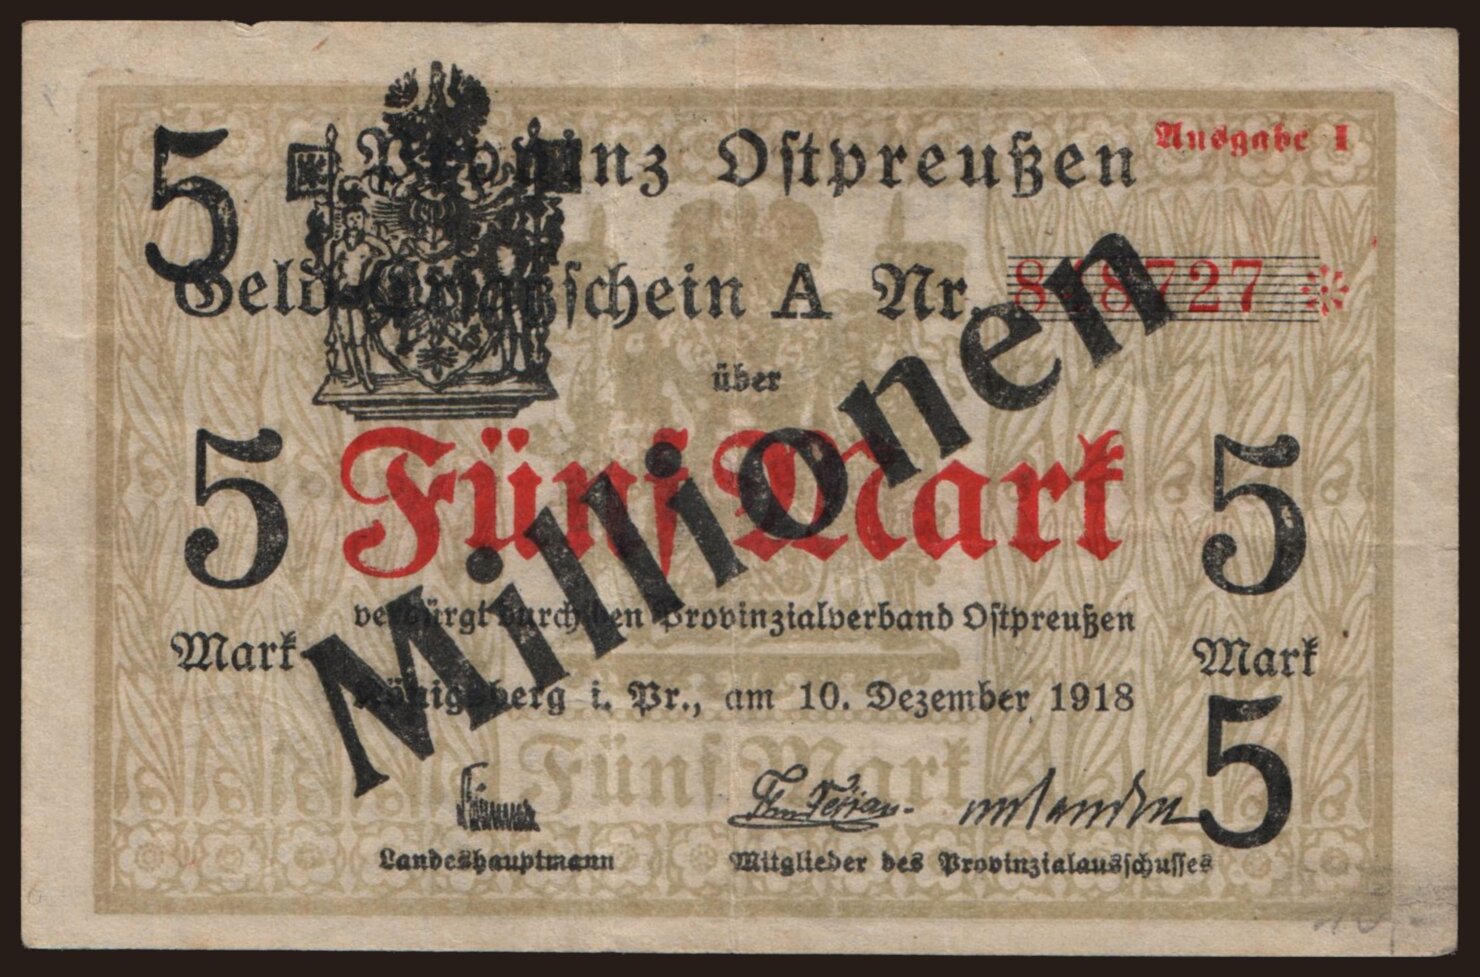 5
Provinz Ostpreußen
Ausgabe I
Geld-Ersatzschein A Nr.
über
Fünf Mark
5
5
Millionen
verbürgt durch den Provinzialverband Ostpreußen
Mark
Mark
Königsberg i. Pr., am 10. Dezember 1918
5
Fünf Mark
Landeshauptmann
Mitglieder des Provinzialausschusses